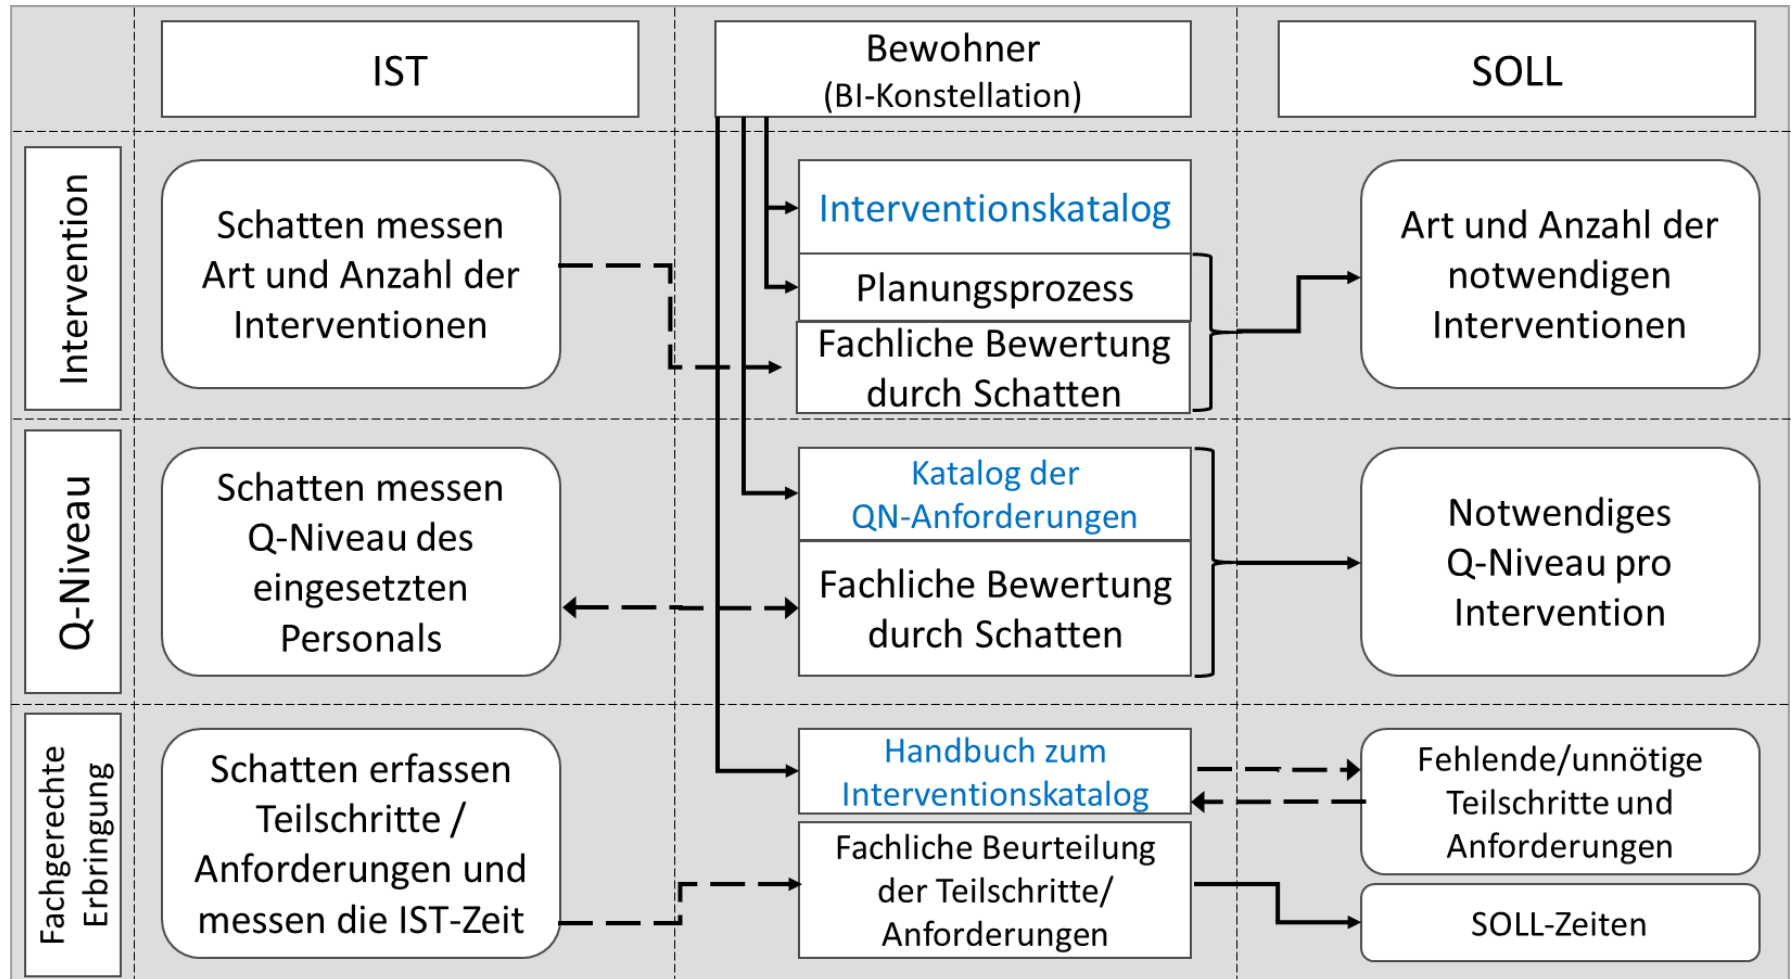 IST
Bewohner
(BI-Konstellation)
SOLL
Intervention
Schatten messen
Art und Anzahl der
Interventionen
Interventionskatalog
Planungsprozess
Fachliche Bewertung
durch Schatten
Art und Anzahl der
notwendigen
Interventionen
Q-Niveau
Schatten messen
Q-Niveau des
eingesetzten
Personals
Katalog der
QN-Anforderungen
Fachliche Bewertung
durch Schatten
Notwendiges
Q-Niveau pro
Intervention
Fachgerechte
Erbringung
Schatten erfassen
Teilschritte /
Anforderungen und
messen die IST-Zeit
Handbuch zum
Interventionskatalog
Fachliche Beurteilung
der Teilschritte/
Anforderungen
Fehlende/unnötige
Teilschritte und
Anforderungen
SOLL-Zeiten